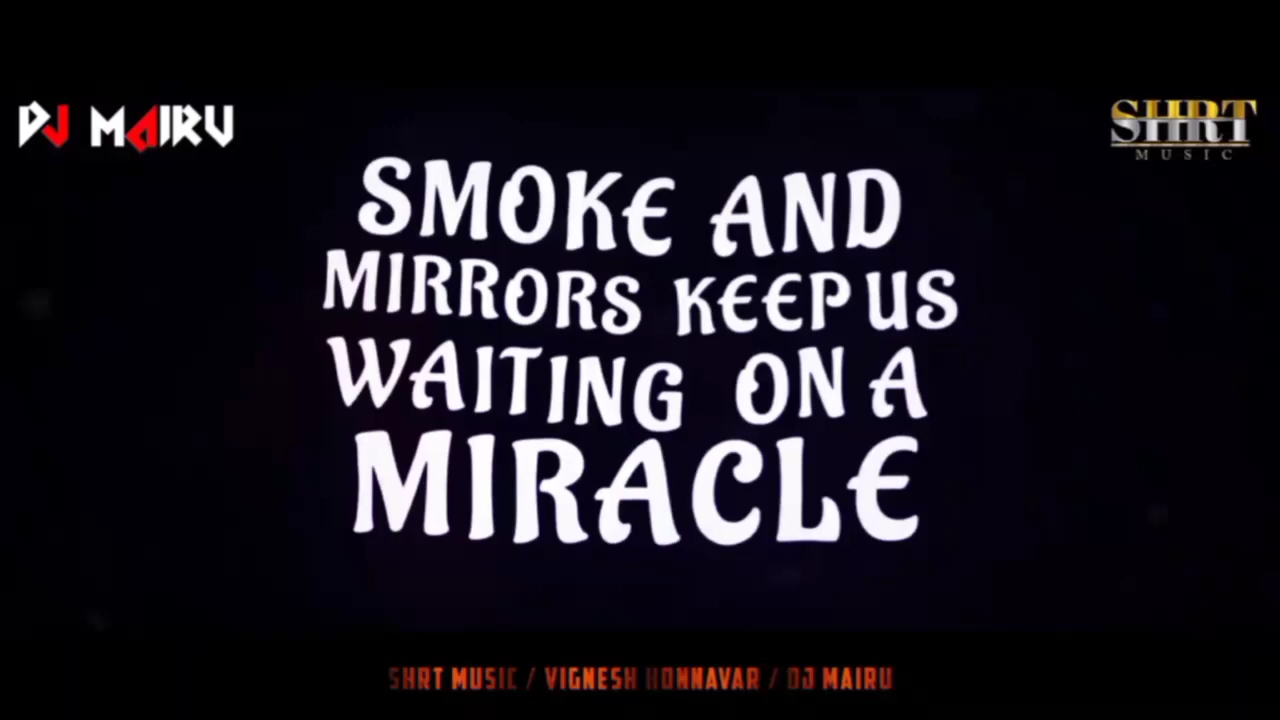 DJ MAIRU
SHRT
MUSIC
SMOKE AND
MIRRORS KEEP US
WAITING ON A
MIRACLE
SHRT MUSIC / VIGNESH HONNAVAR / DJ MAIRU